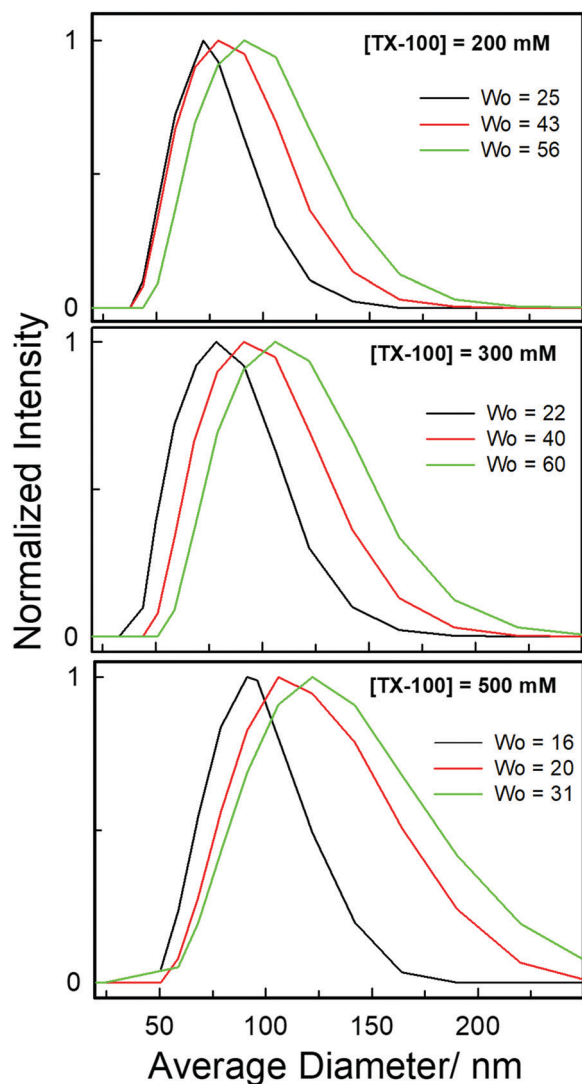 [TX-100] = 200 mM
1
Wo = 25
Wo = 43
Wo = 56
0
[TX-100] = 300 mM
1
Wo = 22
Wo = 40
Wo = 60
0
[TX-100] = 500 mM
1
Wo = 16
Wo = 20
Wo = 31
0
Normalized Intensity
50 100 150 200
Average Diameter/ nm